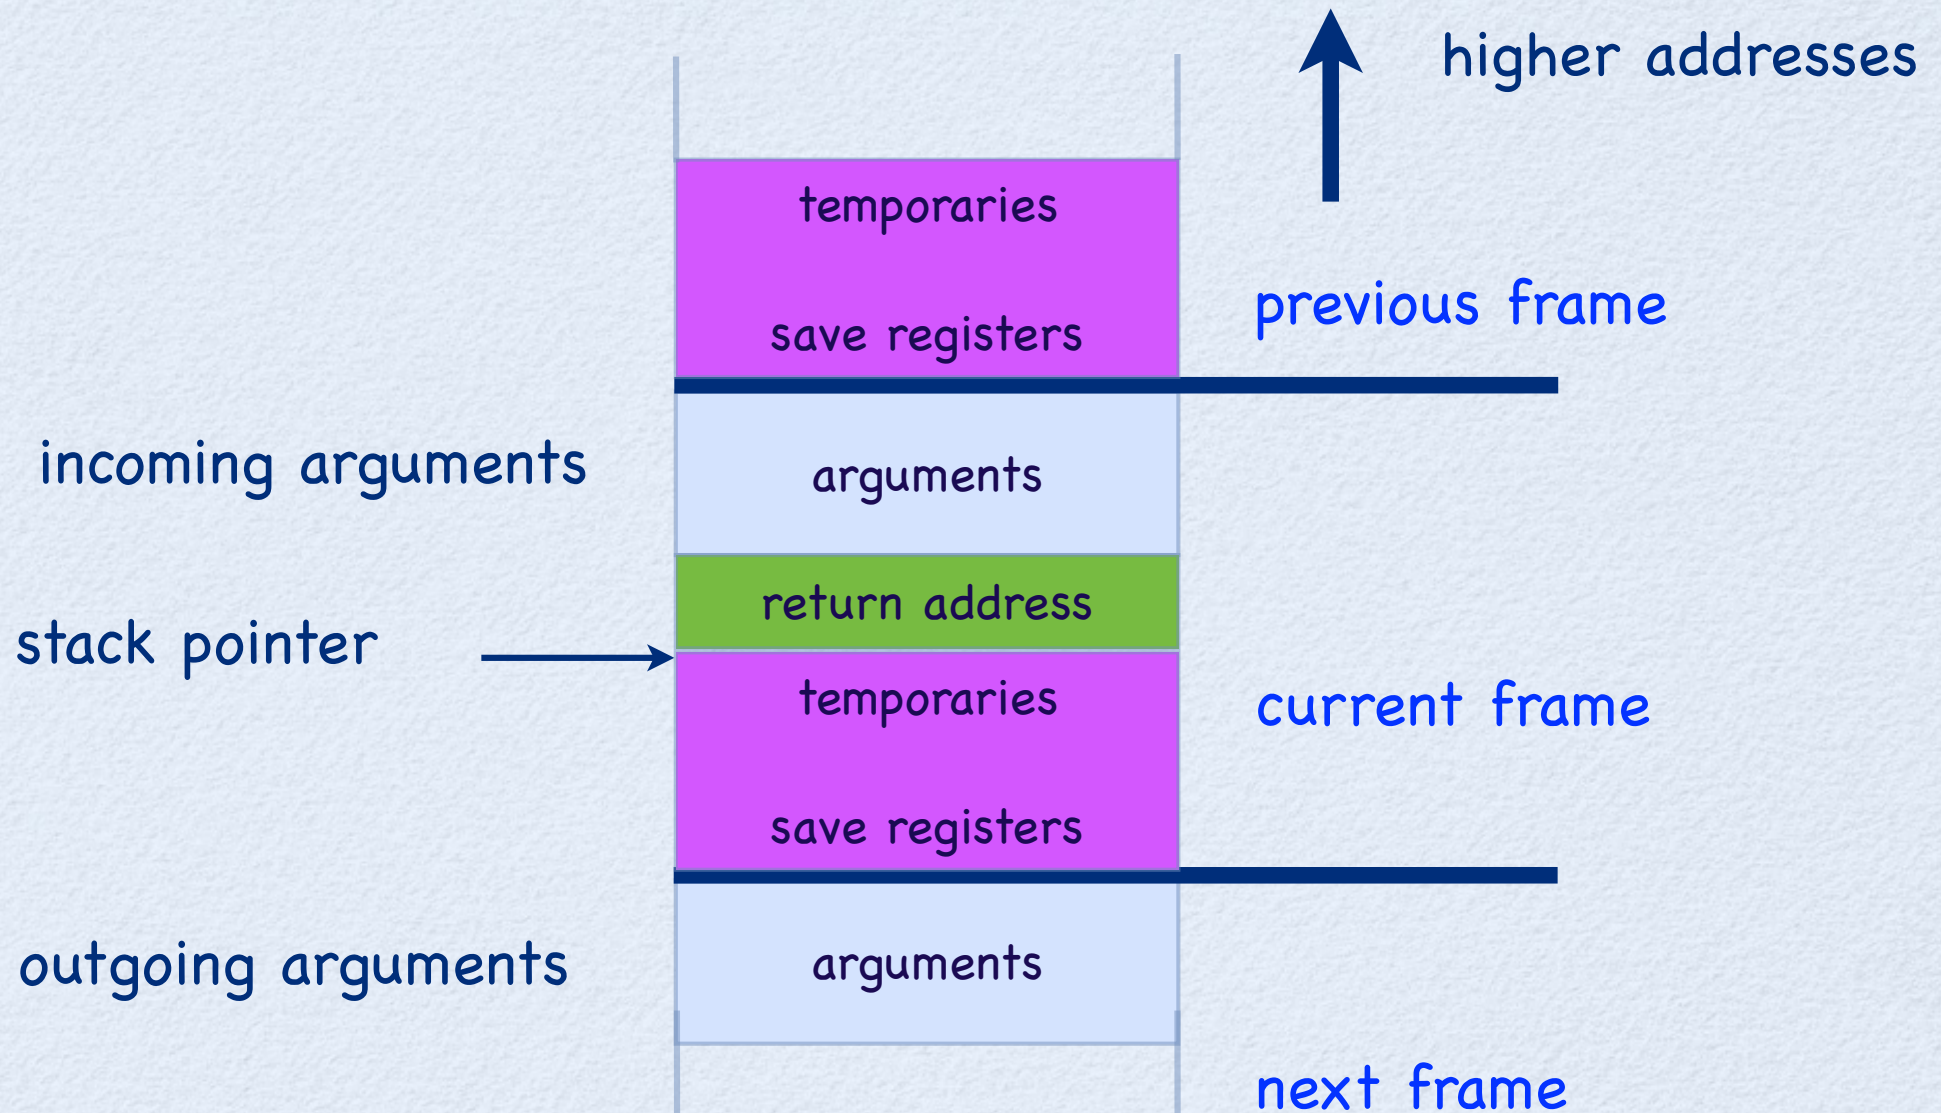 higher addresses
temporaries
save registers
previous frame
incoming arguments
arguments
return address
stack pointer
temporaries
current frame
save registers
outgoing arguments
arguments
next frame